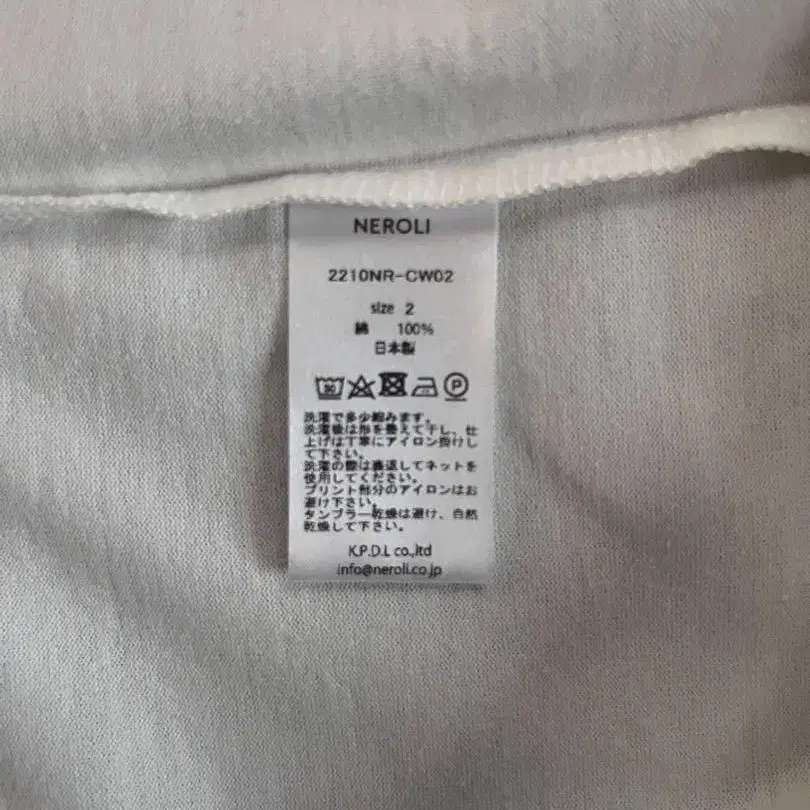 NEROLI
2210NR-CW02
size 2
綿 100%
日本製
洗濯で多少縮みます。
洗濯後は形を整えて干し、仕
上げは丁寧にアイロン掛けし
て下さい。
洗濯の際は裏返してネットを
使用してください。
プリント部分のアイロンはお
避け下さい。
タンブラー乾燥は避け、自然
乾燥して下さい。
K.P.D.L co.,ltd
info@neroli.co.jp